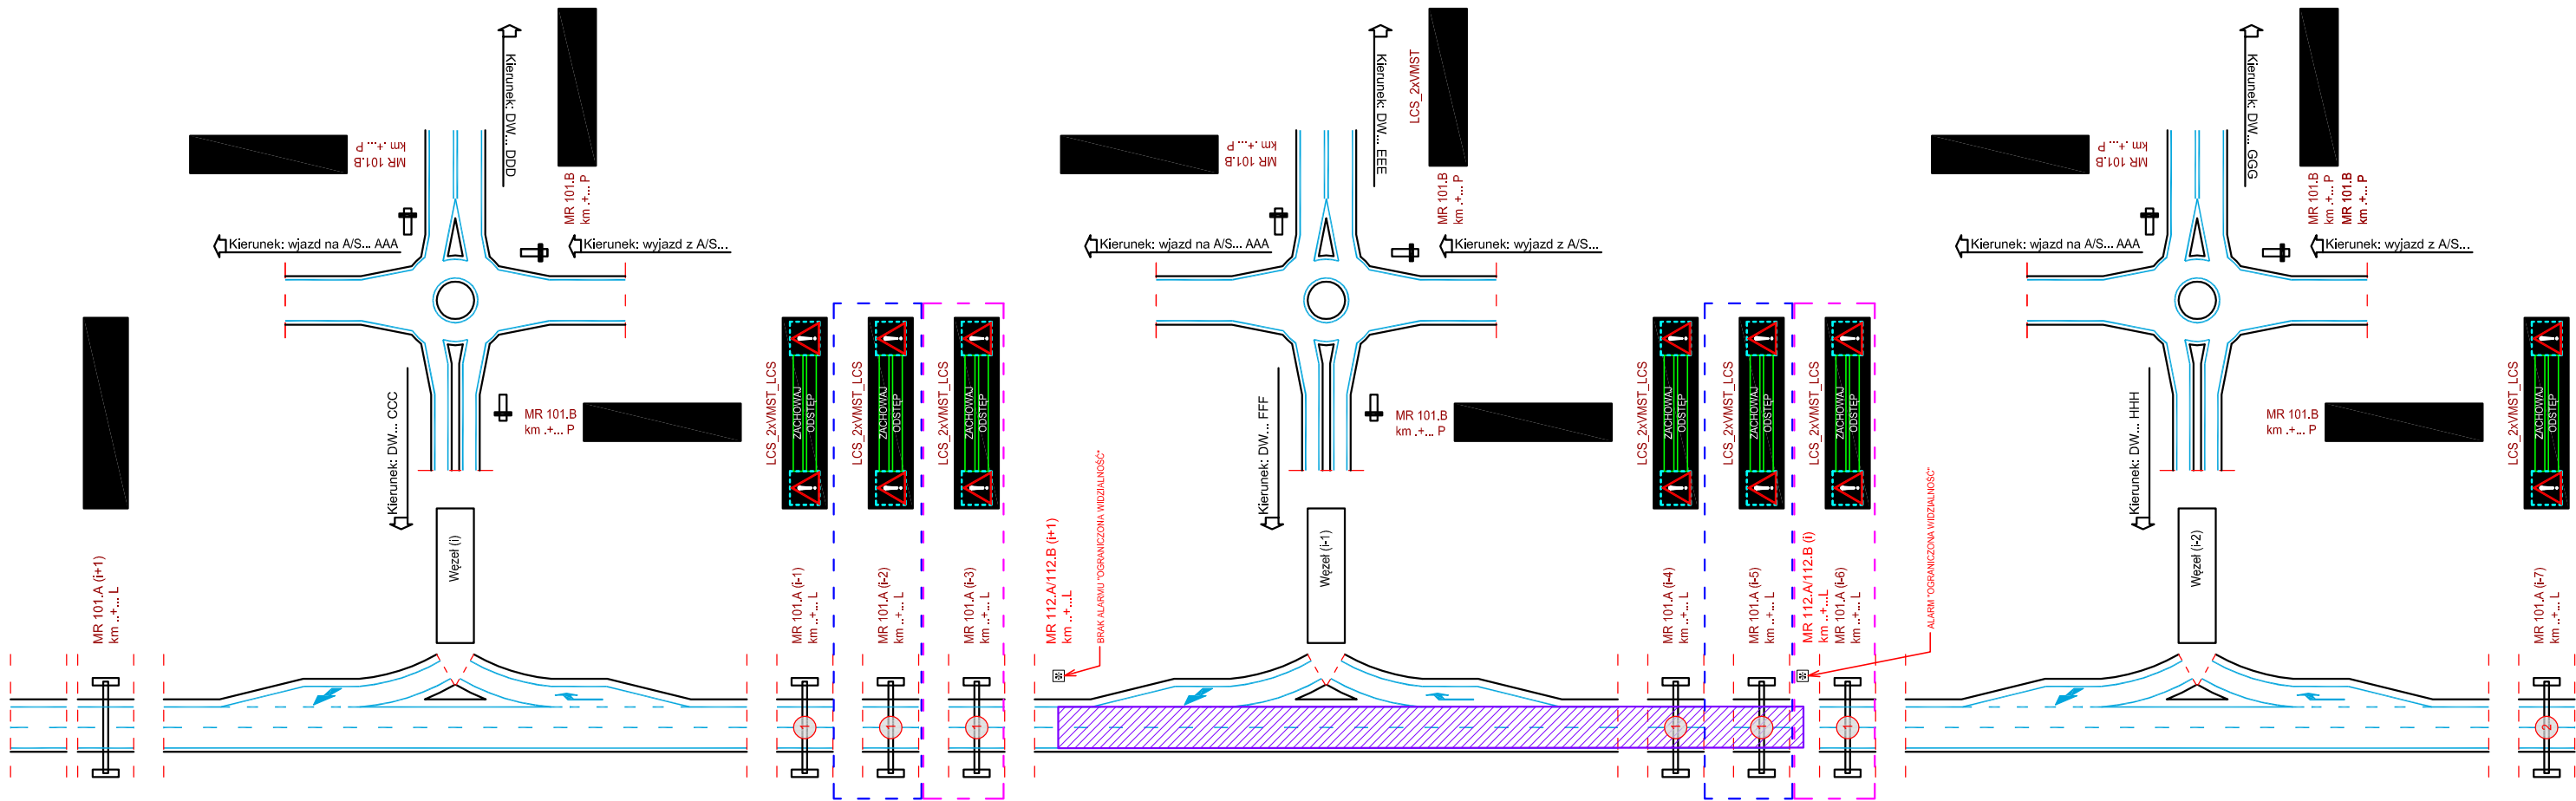 Kierunek: DW... DDD
MR 101.B
km .+... P
MR 101.B
km .+... P
Kierunek: wjazd na A/S... AAA
Kierunek: wyjazd z A/S...
Kierunek: DW... CCC
MR 101.B
km .+... P
Węzeł (i)
MR 101.A (i+1)
km ..+... L
LCS_2xVMST_LCS
ZACHOWAJ
ODSTĘP
MR 101.A (i-1)
km ..+... L
1
LCS_2xVMST_LCS
ZACHOWAJ
ODSTĘP
MR 101.A (i-2)
km ..+... L
1
LCS_2xVMST_LCS
ZACHOWAJ
ODSTĘP
MR 101.A (i-3)
km ..+... L
1
MR 112.A/112.B (i+1)
km ..+...L
BRAK ALARMU "OGRANICZONA WIDZIALNOŚĆ"
Kierunek: DW... EEE
LCS_2xVMST
MR 101.B
km .+... P
MR 101.B
km .+... P
Kierunek: wjazd na A/S... AAA
Kierunek: wyjazd z A/S...
Kierunek: DW... FFF
MR 101.B
km .+... P
Węzeł (i-1)
LCS_2xVMST_LCS
ZACHOWAJ
ODSTĘP
MR 101.A (i-4)
km ..+... L
1
LCS_2xVMST_LCS
ZACHOWAJ
ODSTĘP
MR 101.A (i-5)
km ..+... L
1
MR 112.A/112.B (i)
km ..+...L
LCS_2xVMST_LCS
ZACHOWAJ
ODSTĘP
MR 101.A (i-6)
km ..+... L
1
ALARM "OGRANICZONA WIDZIALNOŚĆ"
Kierunek: DW... GGG
MR 101.B
km .+... P
MR 101.B
km .+... P
MR 101.B
km .+... P
Kierunek: wjazd na A/S... AAA
Kierunek: wyjazd z A/S...
Kierunek: DW... HHH
MR 101.B
km .+... P
Węzeł (i-2)
LCS_2xVMST_LCS
ZACHOWAJ
ODSTĘP
MR 101.A (i-7)
km ..+... L
2